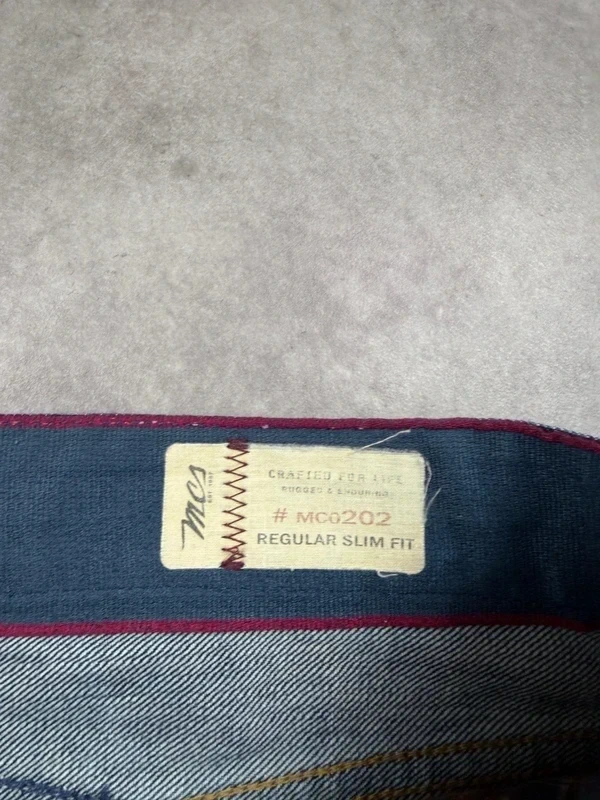 mcs
CRAFTED FOR LIFE
RUGGED & ENDURING
# MC0202
REGULAR SLIM FIT